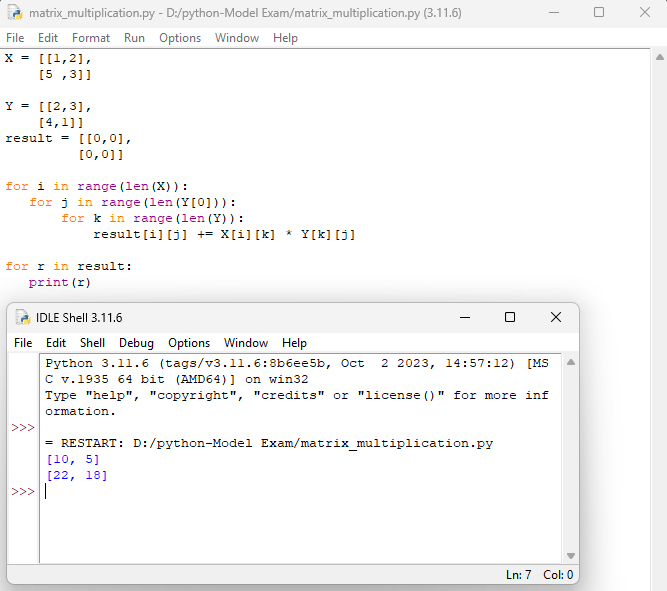 matrix_multiplication.py - D:/python-Model Exam/matrix_multiplication.py (3.11.6)
File Edit Format Run Options Window Help
X = [[1,2],
    [5 ,3]]

Y = [[2,3],
    [4,1]]
result = [[0,0],
         [0,0]]

for i in range(len(X)):
   for j in range(len(Y[0])):
       for k in range(len(Y)):
           result[i][j] += X[i][k] * Y[k][j]

for r in result:
   print(r)
IDLE Shell 3.11.6
File Edit Shell Debug Options Window Help
Python 3.11.6 (tags/v3.11.6:8b6ee5b, Oct  2 2023, 14:57:12) [MS
C v.1935 64 bit (AMD64)] on win32
Type "help", "copyright", "credits" or "license()" for more inf
ormation.
>>>
= RESTART: D:/python-Model Exam/matrix_multiplication.py
[10, 5]
[22, 18]
>>>
Ln: 7 Col: 0